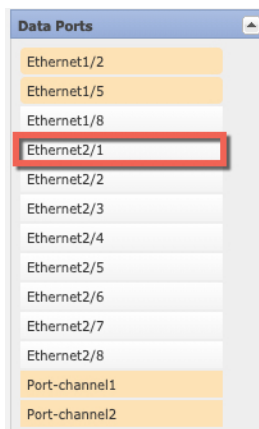 Data Ports
Ethernet1/2
Ethernet1/5
Ethernet1/8
Ethernet2/1
Ethernet2/2
Ethernet2/3
Ethernet2/4
Ethernet2/5
Ethernet2/6
Ethernet2/7
Ethernet2/8
Port-channel1
Port-channel2